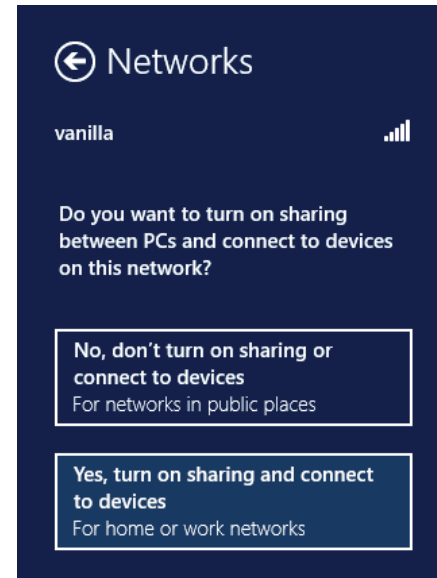 Networks
vanilla
Do you want to turn on sharing
between PCs and connect to devices
on this network?
No, don't turn on sharing or
connect to devices
For networks in public places
Yes, turn on sharing and connect
to devices
For home or work networks